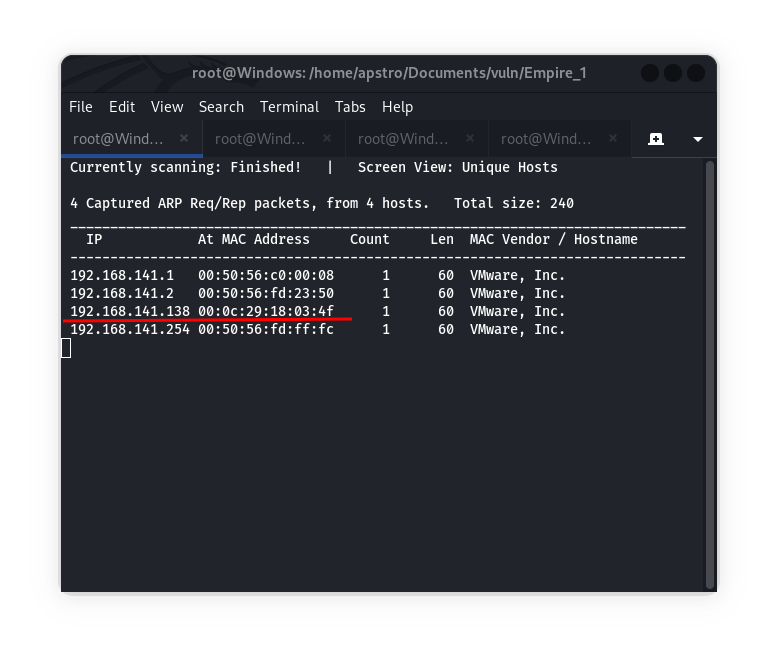 root@Windows: /home/apstro/Documents/vuln/Empire_1
File Edit View Search Terminal Tabs Help
root@Wind… × root@Wind… × root@Wind… × root@Wind… ×
Currently scanning: Finished!   |   Screen View: Unique Hosts
4 Captured ARP Req/Rep packets, from 4 hosts.   Total size: 240
_____________________________________________________________________________
  IP            At MAC Address     Count     Len  MAC Vendor / Hostname
-----------------------------------------------------------------------------
192.168.141.1   00:50:56:c0:00:08      1      60  VMware, Inc.
192.168.141.2   00:50:56:fd:23:50      1      60  VMware, Inc.
192.168.141.138 00:0c:29:18:03:4f      1      60  VMware, Inc.
192.168.141.254 00:50:56:fd:ff:fc      1      60  VMware, Inc.